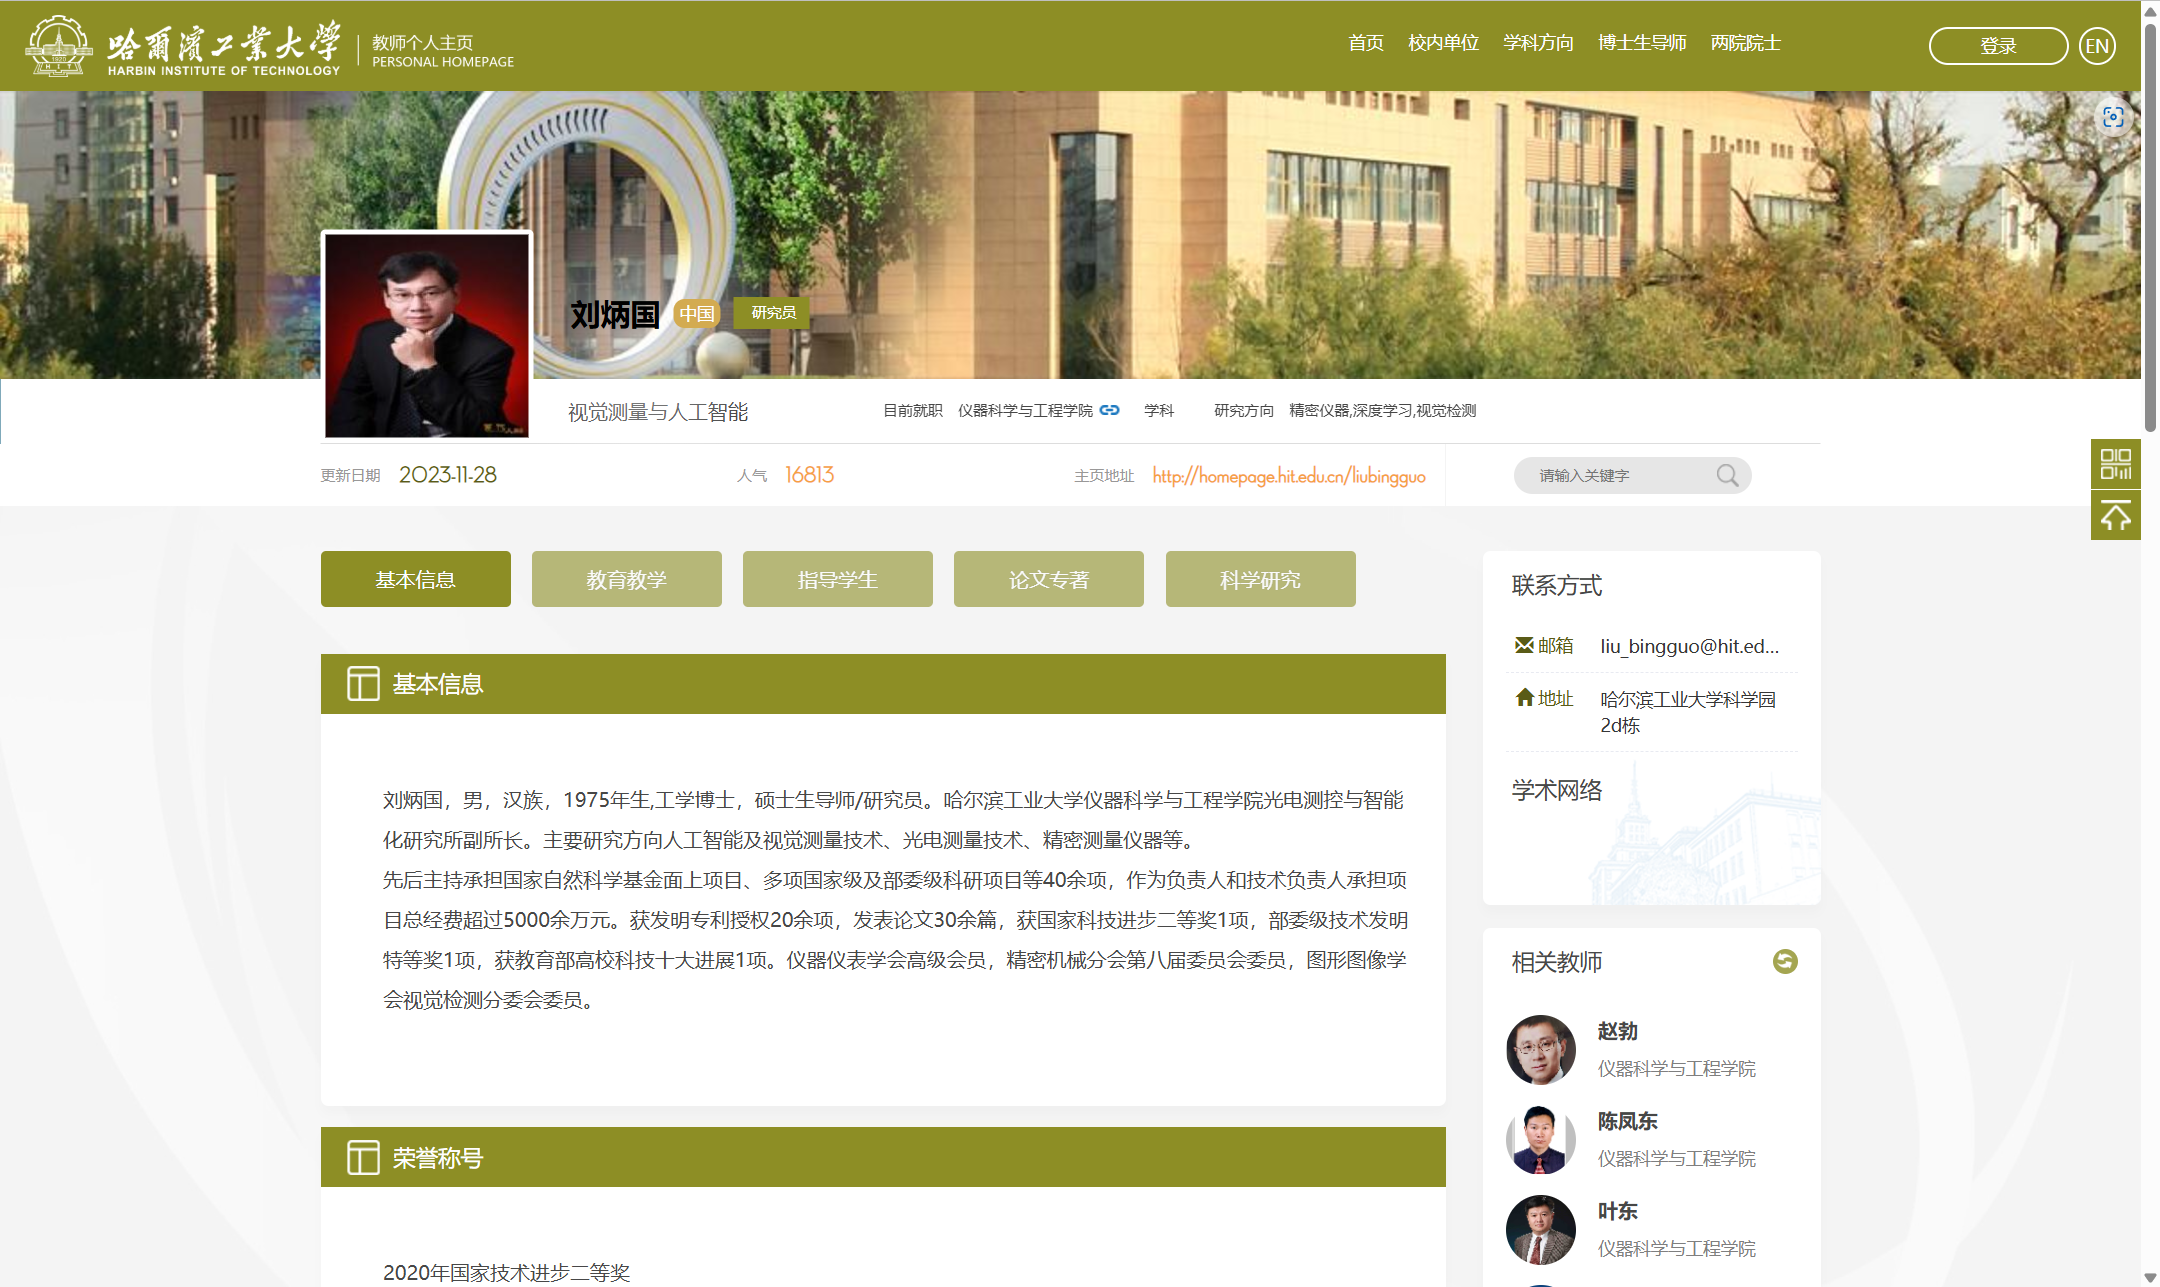 哈爾濱工業大學
HARBIN INSTITUTE OF TECHNOLOGY
教师个人主页
PERSONAL HOMEPAGE
首页 校内单位 学科方向 博士生导师 两院院士
登录 EN
刘炳国 中国 研究员
视觉测量与人工智能
目前就职 仪器科学与工程学院 学科 研究方向 精密仪器,深度学习,视觉检测
更新日期 2023-11-28 人气 16813 主页地址 http://homepage.hit.edu.cn/liubingguo 请输入关键字
基本信息 教育教学 指导学生 论文专著 科学研究
基本信息
刘炳国，男，汉族，1975年生,工学博士，硕士生导师/研究员。哈尔滨工业大学仪器科学与工程学院光电测控与智能
化研究所副所长。主要研究方向人工智能及视觉测量技术、光电测量技术、精密测量仪器等。
先后主持承担国家自然科学基金面上项目、多项国家级及部委级科研项目等40余项，作为负责人和技术负责人承担项
目总经费超过5000余万元。获发明专利授权20余项，发表论文30余篇，获国家科技进步二等奖1项，部委级技术发明
特等奖1项，获教育部高校科技十大进展1项。仪器仪表学会高级会员，精密机械分会第八届委员会委员，图形图像学
会视觉检测分委会委员。
荣誉称号
2020年国家技术进步二等奖
联系方式
邮箱 liu_bingguo@hit.ed...
地址 哈尔滨工业大学科学园
2d栋
学术网络
相关教师
赵勃
仪器科学与工程学院
陈凤东
仪器科学与工程学院
叶东
仪器科学与工程学院